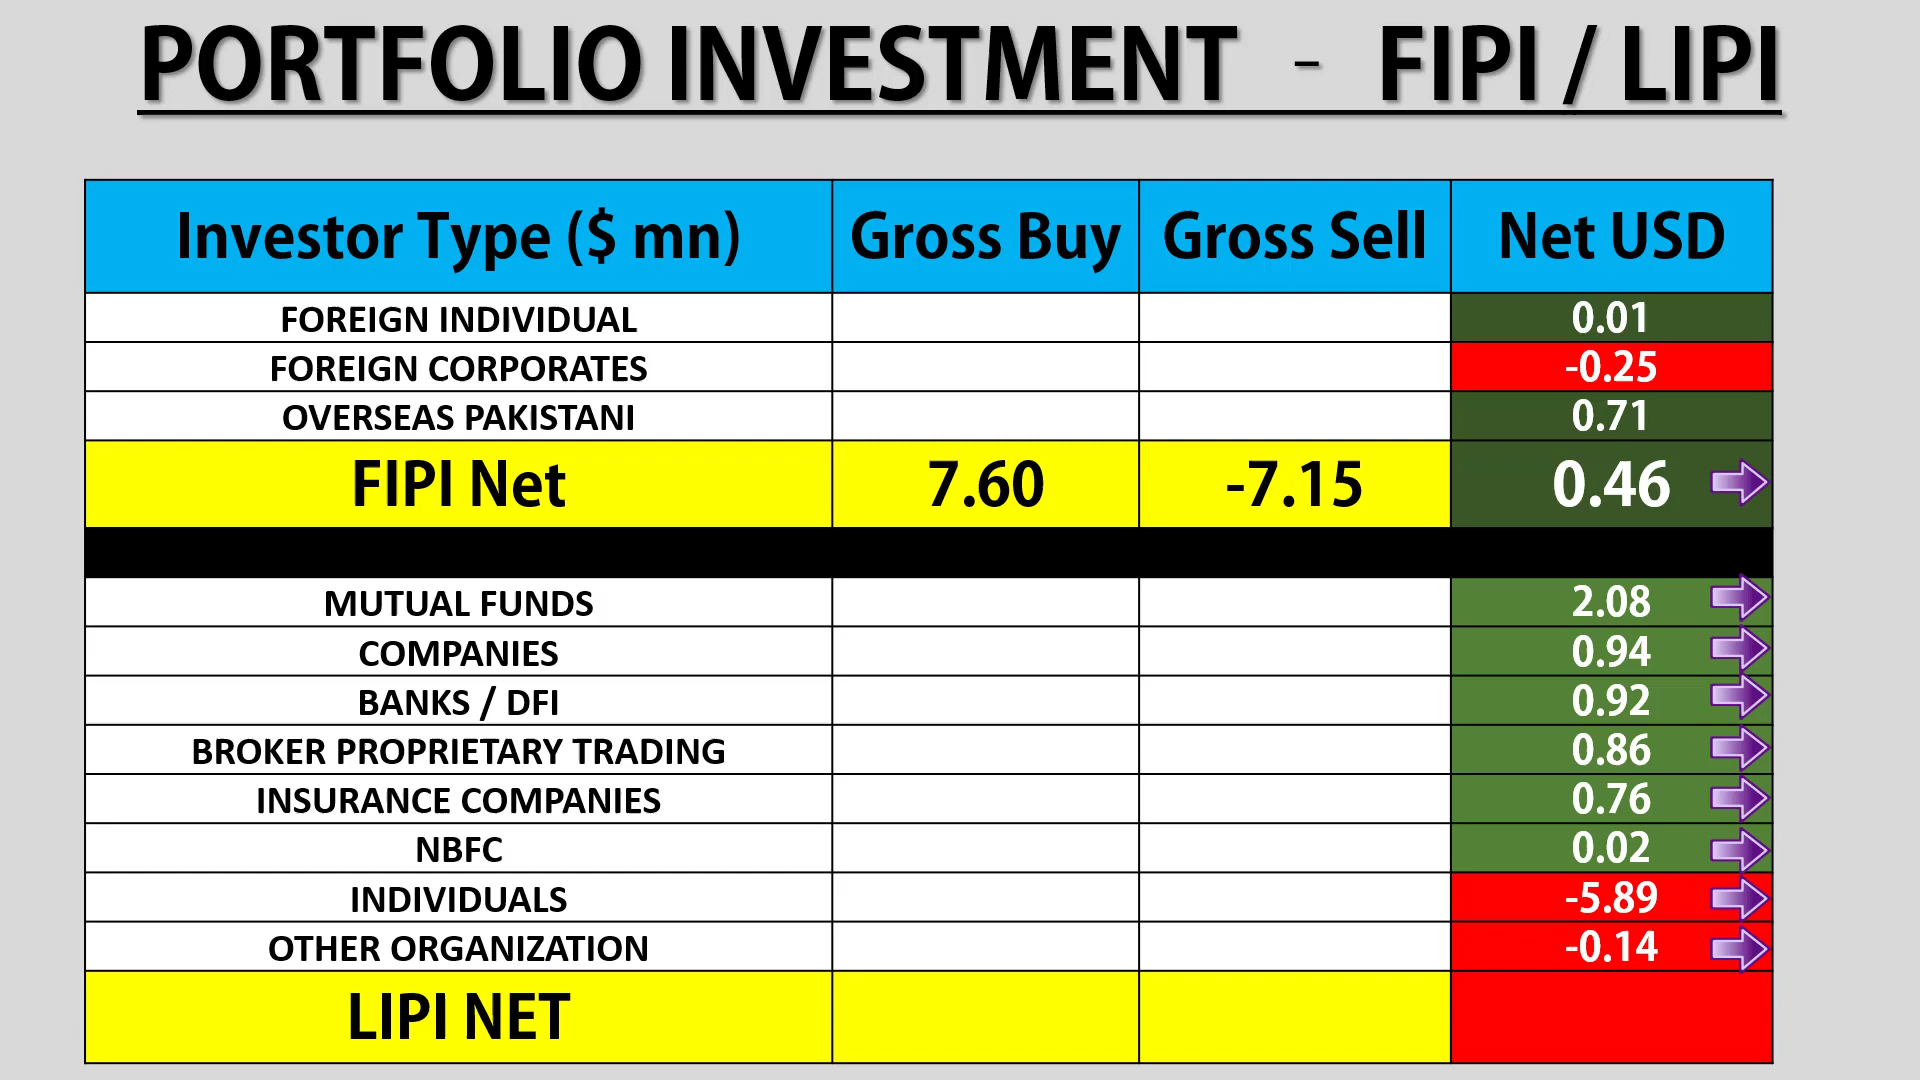 PORTFOLIO INVESTMENT - FIPI / LIPI
Investor Type ($ mn) Gross Buy Gross Sell Net USD
FOREIGN INDIVIDUAL 0.01
FOREIGN CORPORATES -0.25
OVERSEAS PAKISTANI 0.71
FIPI Net 7.60 -7.15 0.46
MUTUAL FUNDS 2.08
COMPANIES 0.94
BANKS / DFI 0.92
BROKER PROPRIETARY TRADING 0.86
INSURANCE COMPANIES 0.76
NBFC 0.02
INDIVIDUALS -5.89
OTHER ORGANIZATION -0.14
LIPI NET